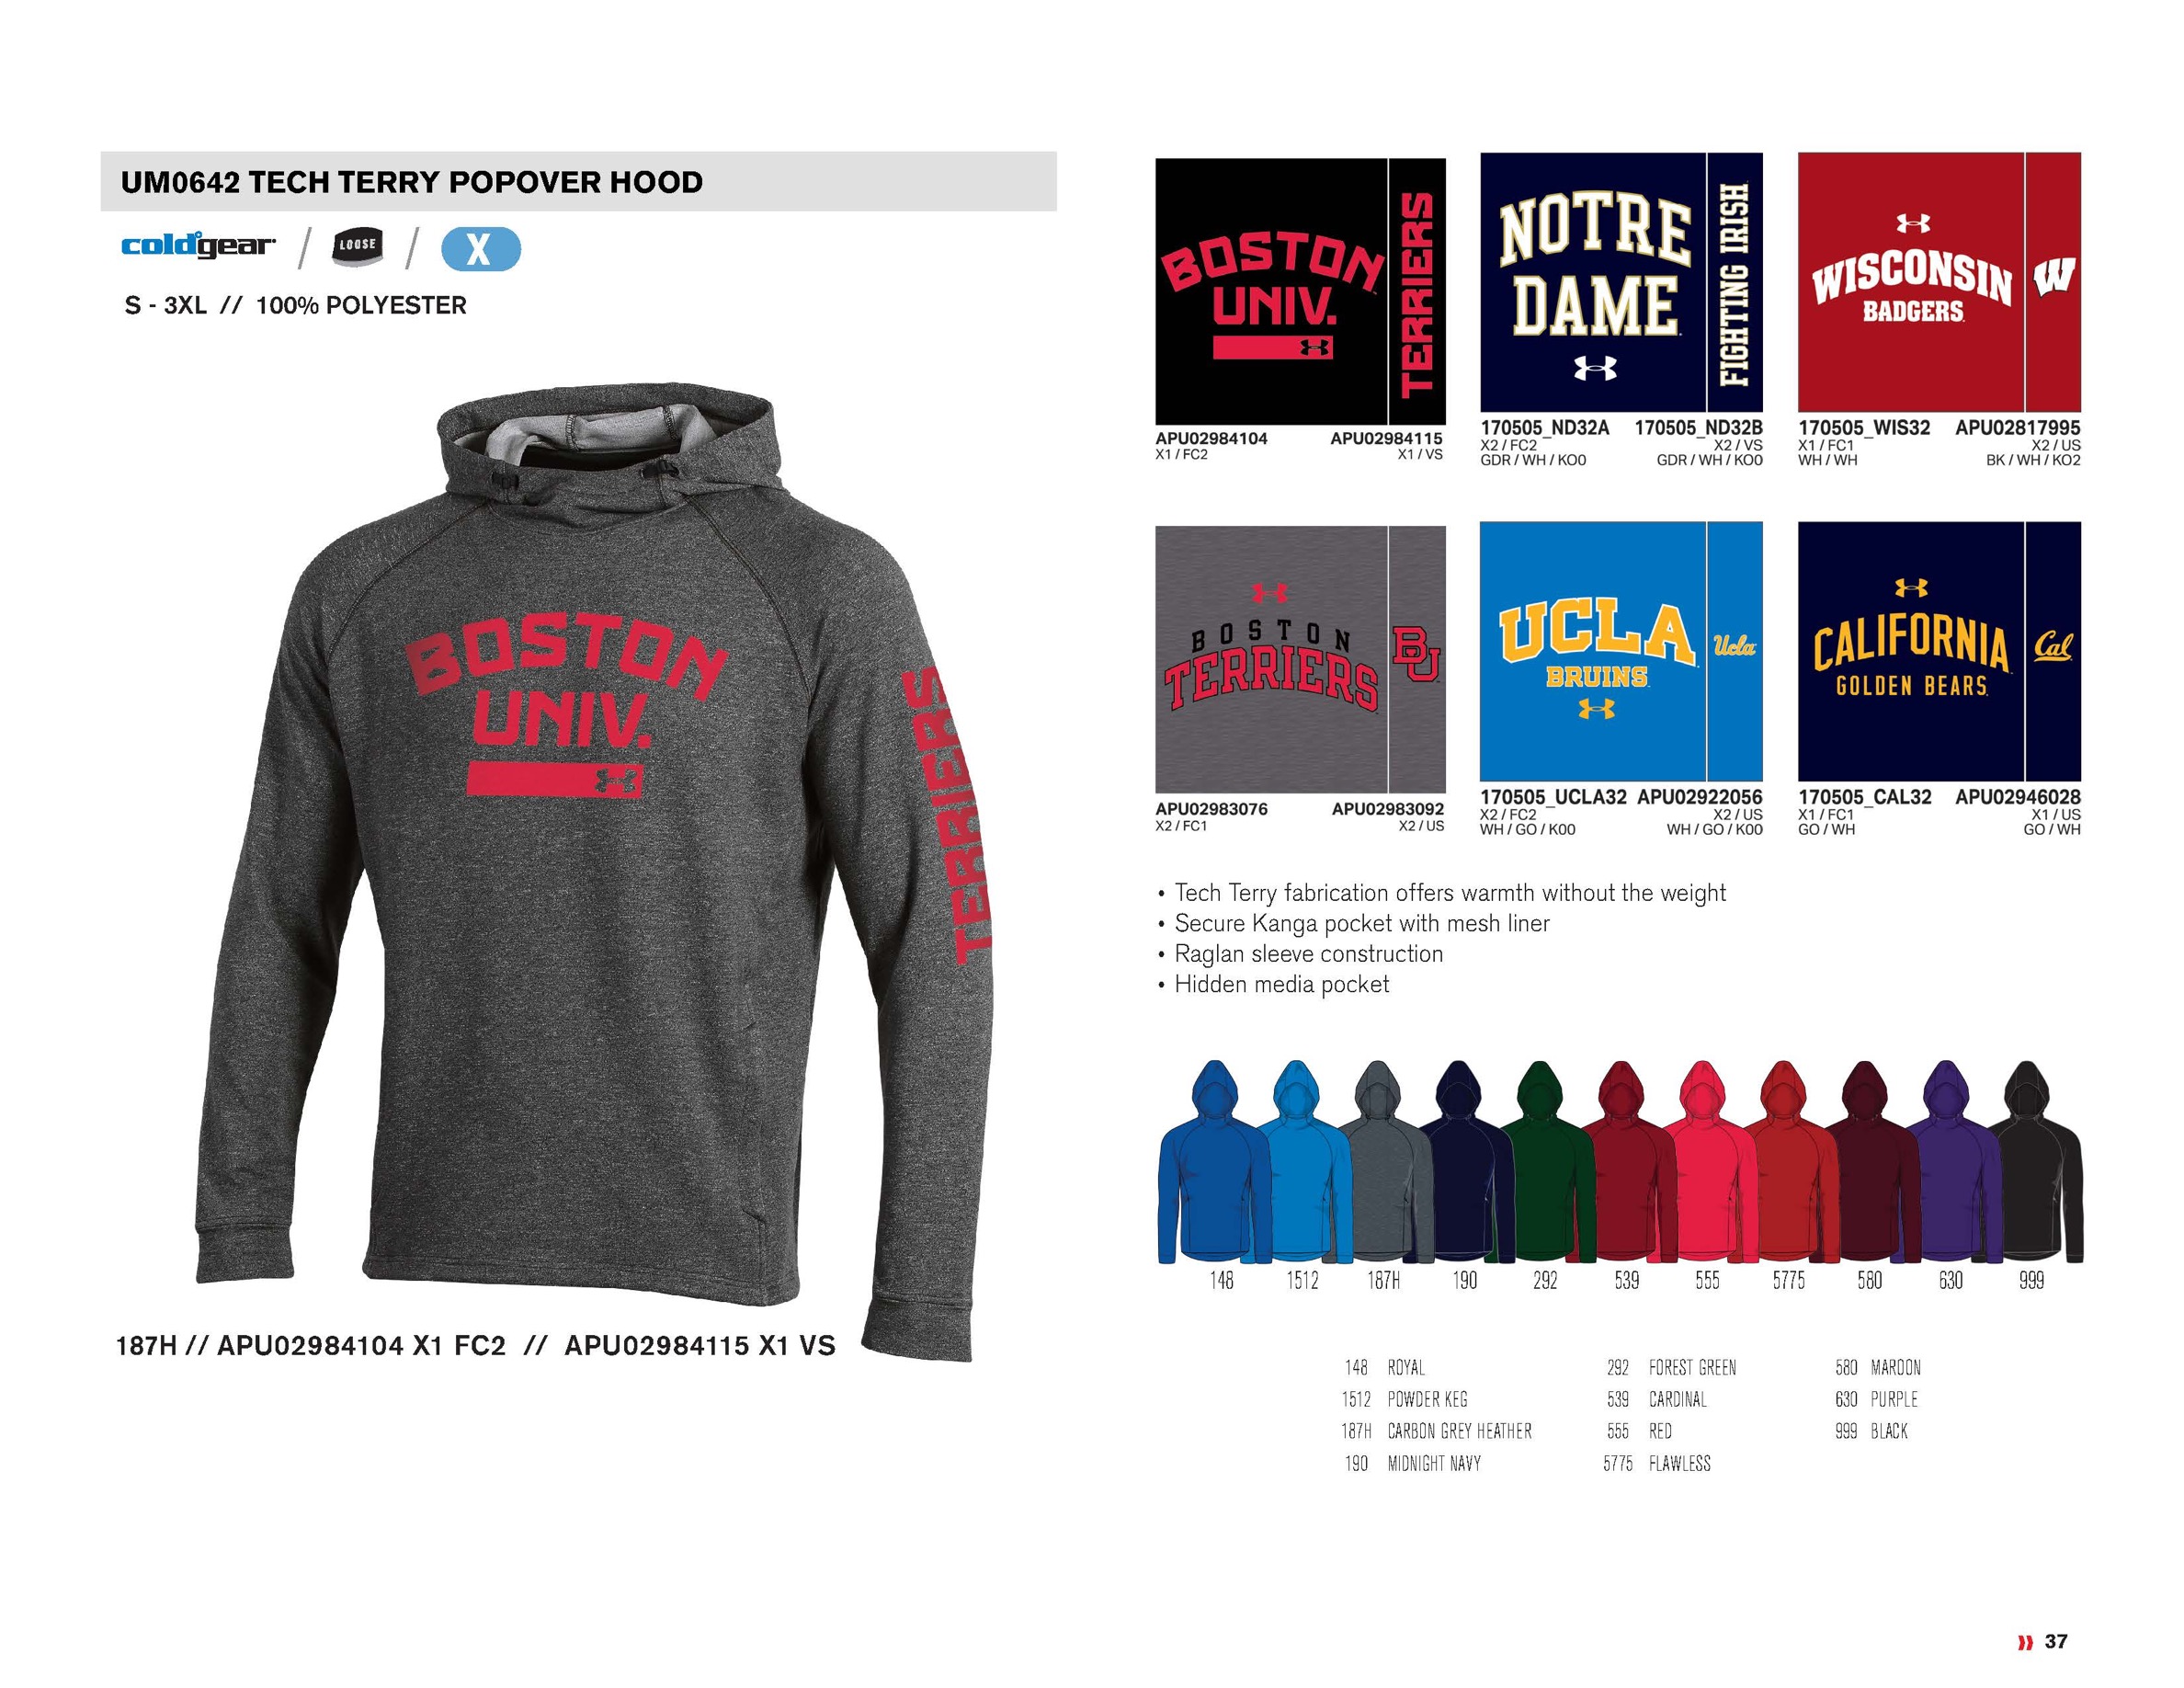 UM0642 TECH TERRY POPOVER HOOD
coldgear / LOOSE / X
S - 3XL // 100% POLYESTER
BOSTON
UNIV.
TERRIERS
187H // APU02984104 X1 FC2 // APU02984115 X1 VS
BOSTON
UNIV.
TERRIERS
APU02984104 APU02984115
X1 / FC2 X1 / VS
NOTRE
DAME
FIGHTING IRISH
170505_ND32A 170505_ND32B
X2 / FC2 X2 / VS
GDR / WH / KO0 GDR / WH / KO0
WISCONSIN
BADGERS
W
170505_WIS32 APU02817995
X1 / FC1 X2 / US
WH / WH BK / WH / KO2
BOSTON
TERRIERS
BU
APU02983076 APU02983092
X2 / FC1 X2 / US
UCLA
BRUINS
Ucla
170505_UCLA32 APU02922056
X2 / FC2 X2 / US
WH / GO / K00 WH / GO / K00
CALIFORNIA
GOLDEN BEARS
Cal
170505_CAL32 APU02946028
X1 / FC1 X1 / US
GO / WH GO / WH
• Tech Terry fabrication offers warmth without the weight
• Secure Kanga pocket with mesh liner
• Raglan sleeve construction
• Hidden media pocket
148 1512 187H 190 292 539 555 5775 580 630 999
148 ROYAL
1512 POWDER KEG
187H CARBON GREY HEATHER
190 MIDNIGHT NAVY
292 FOREST GREEN
539 CARDINAL
555 RED
5775 FLAWLESS
580 MAROON
630 PURPLE
999 BLACK
37